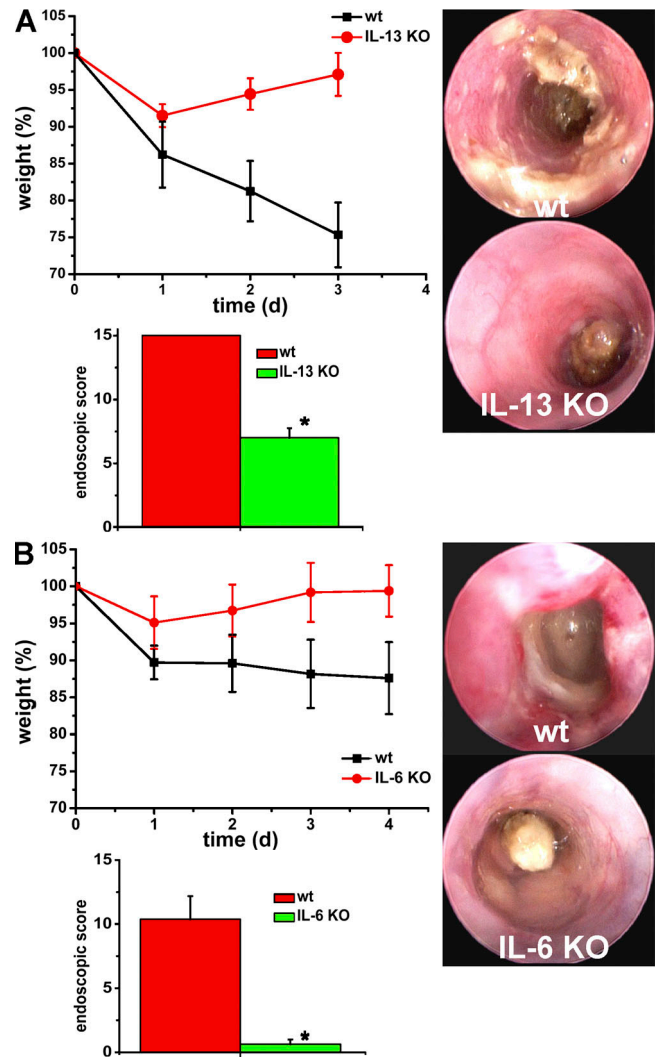 A
105
100
95
90
85
80
75
70
weight (%)
wt
IL-13 KO
0 1 2 3 4
time (d)
wt
IL-13 KO
15
10
5
0
endoscopic score
wt
IL-13 KO
*
B
105
100
95
90
85
80
75
70
weight (%)
wt
IL-6 KO
0 1 2 3 4
time (d)
wt
IL-6 KO
15
10
5
0
endoscopic score
wt
IL-6 KO
*